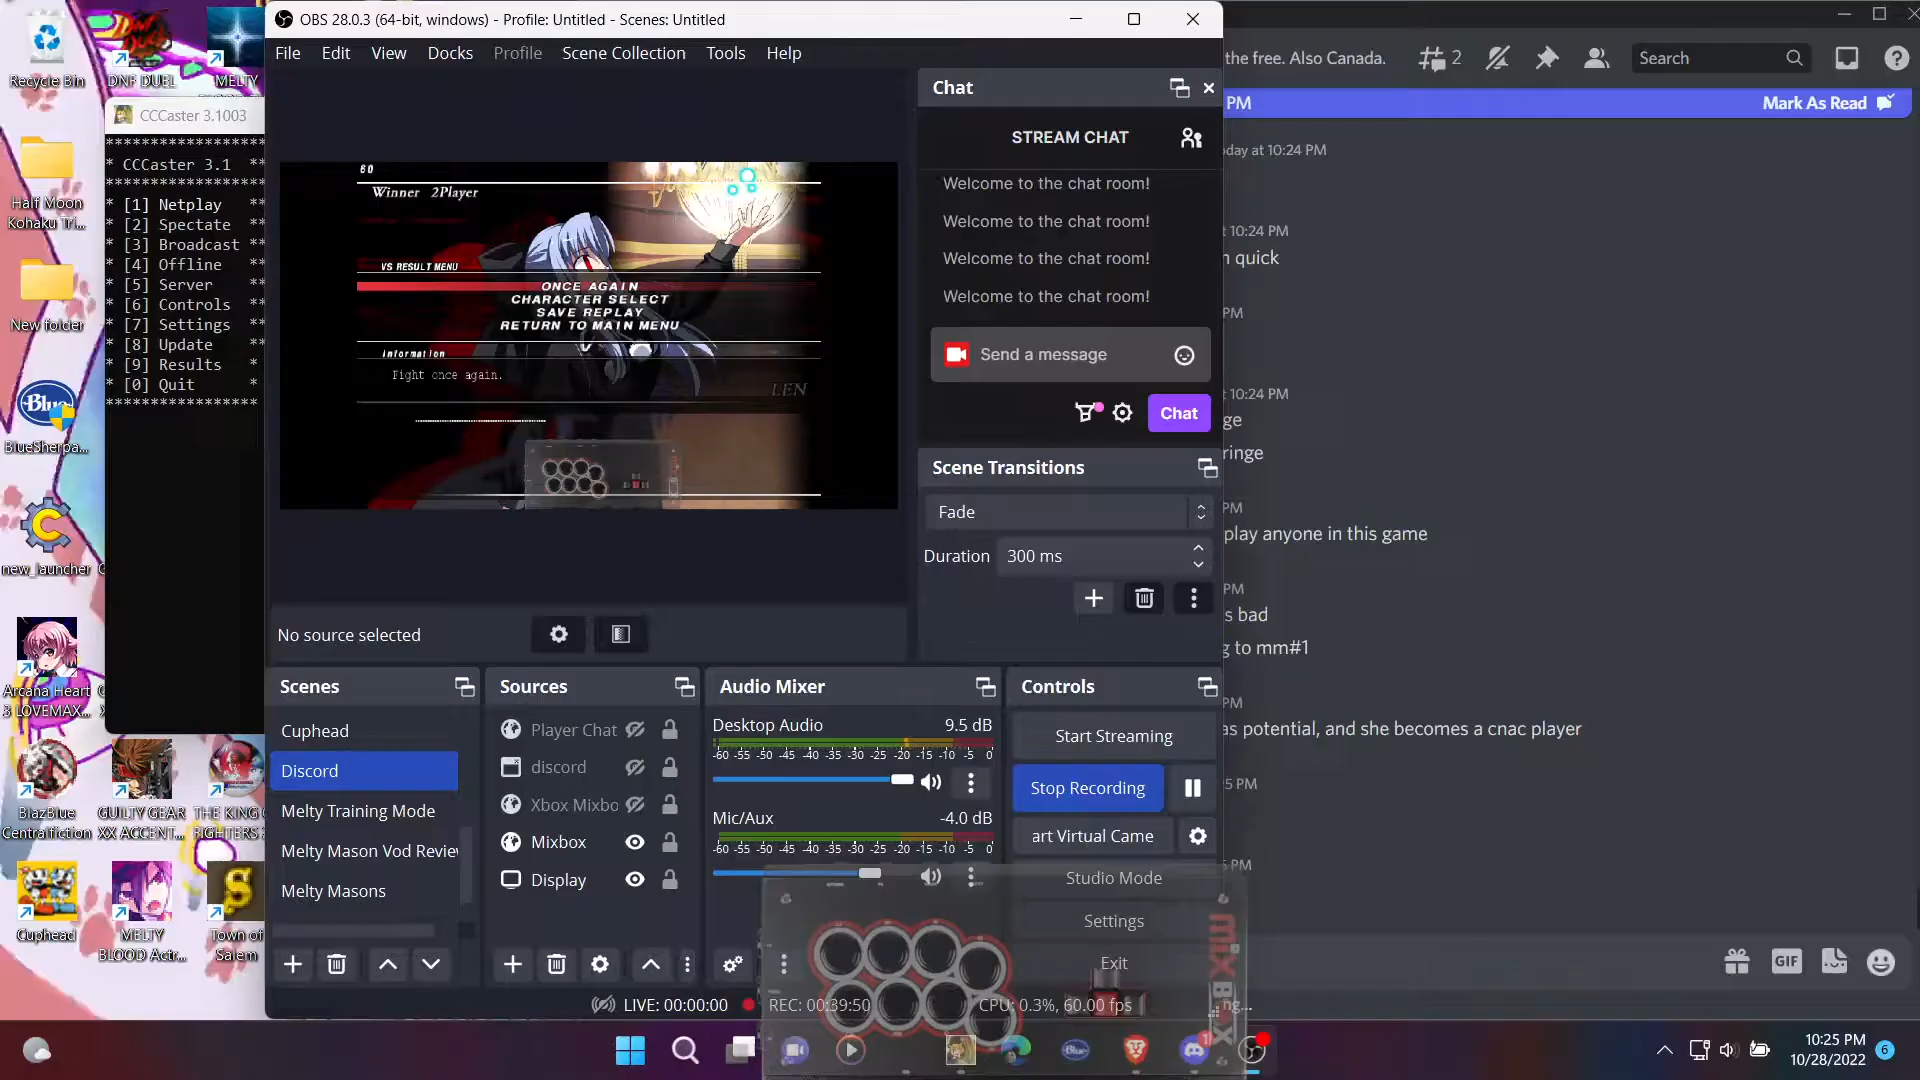 OBS 28.0.3 (64-bit, windows) - Profile: Untitled - Scenes: Untitled
File Edit View Docks Profile Scene Collection Tools Help
Recycle Bin
DNF DUEL
MELTY
Half Moon
Kohaku Tri...
New folder
BlueSherpa...
new_launcher
Arcana Heart
3 LOVEMAX...
BlazBlue
Centralfiction
GUILTY GEAR
XX ACCENT...
THE KING
FIGHTERS
Cuphead
MELTY
BLOOD Actr...
Town of
Salem
CCCaster 3.1003
*****************
* CCCaster 3.1 **
*****************
* [1] Netplay **
* [2] Spectate **
* [3] Broadcast **
* [4] Offline **
* [5] Server **
* [6] Controls **
* [7] Settings **
* [8] Update **
* [9] Results *
* [0] Quit *
*****************
60
Winner 2Player
VS RESULT MENU
ONCE AGAIN
CHARACTER SELECT
SAVE REPLAY
RETURN TO MAIN MENU
Information
Fight once again.
LEN
Chat
STREAM CHAT
Welcome to the chat room!
Welcome to the chat room!
Welcome to the chat room!
Welcome to the chat room!
Send a message
Chat
Scene Transitions
Fade
Duration 300 ms
No source selected
Scenes
Cuphead
Discord
Melty Training Mode
Melty Mason Vod Review
Melty Masons
Sources
Player Chat
discord
Xbox Mixbo
Mixbox
Display
Audio Mixer
Desktop Audio 9.5 dB
-60 -55 -50 -45 -40 -35 -30 -25 -20 -15 -10 -5 0
Mic/Aux -4.0 dB
-60 -55 -50 -45 -40 -35 -30 -25 -20 -15 -10 -5 0
Controls
Start Streaming
Stop Recording
art Virtual Came
Studio Mode
Settings
Exit
MIXBOX
LIVE: 00:00:00 REC: 00:39:50 CPU: 0.3%, 60.00 fps
ng...
the free. Also Canada.
2
Search
PM
Mark As Read
day at 10:24 PM
t 10:24 PM
n quick
PM
10:24 PM
ge
ringe
PM
play anyone in this game
PM
s bad
g to mm#1
PM
as potential, and she becomes a cnac player
5 PM
5 PM
GIF
Blue
1
10:25 PM
10/28/2022
6